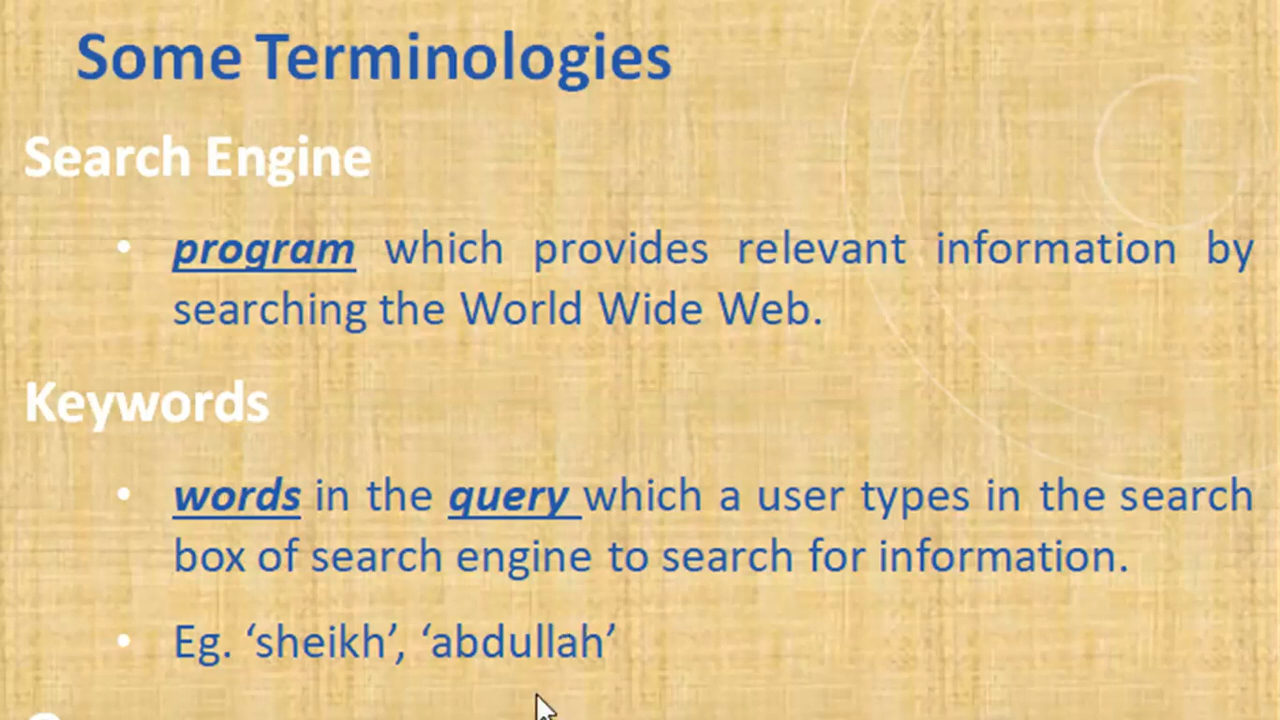 Some Terminologies
Search Engine
• program which provides relevant information by
searching the World Wide Web.
Keywords
• words in the query which a user types in the search
box of search engine to search for information.
• Eg. ‘sheikh’, ‘abdullah’